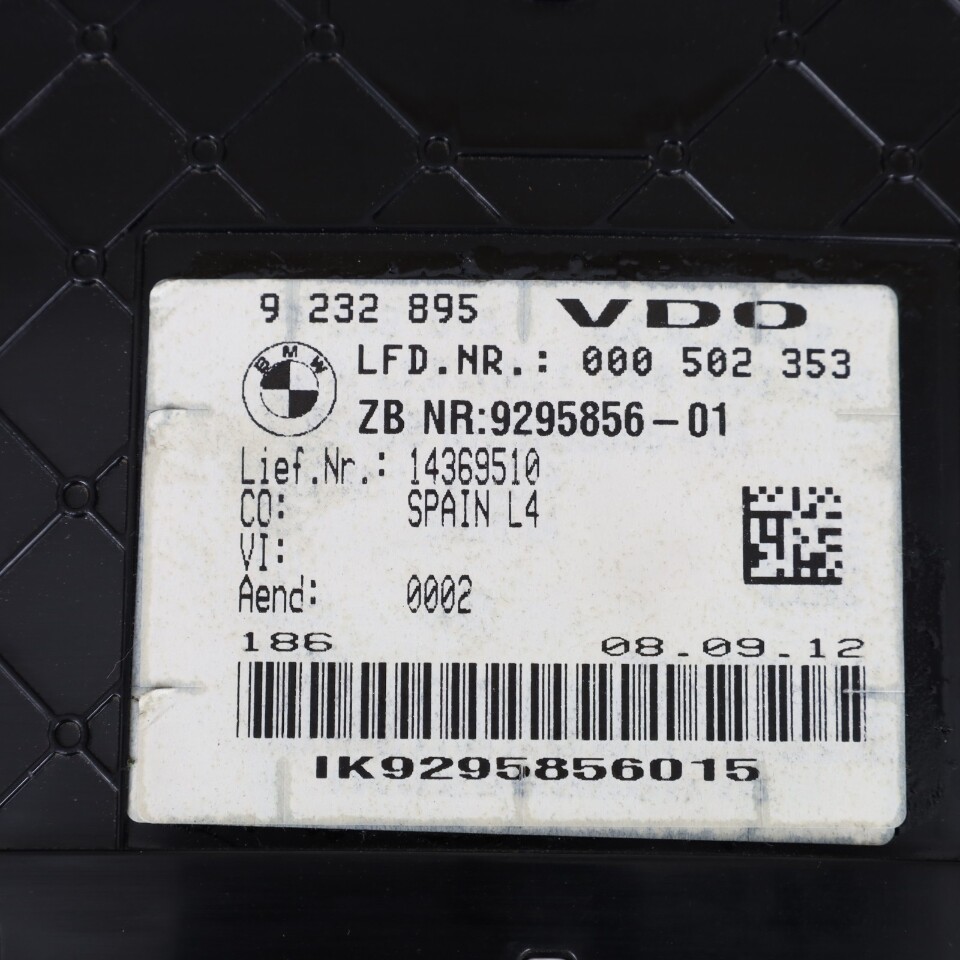 9 232 895 VDO
BMW LFD.NR.: 000 502 353
ZB NR:9295856-01
Lief.Nr.: 14369510
CO: SPAIN L4
VI:
Aend: 0002
186 08.09.12
IK9295856015